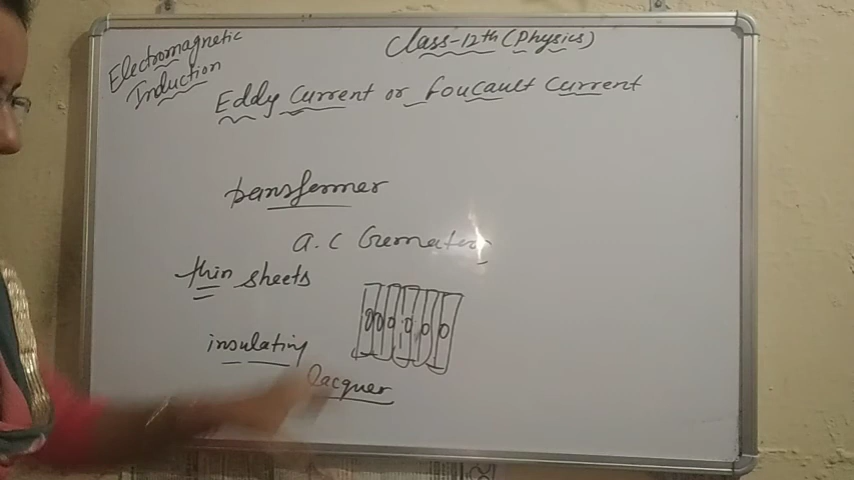 Electromagnetic
Induction
Class-12th (Physics)
Eddy Current or Foucault Current
transformer
a.c Generator
thin sheets
insulating
lacquer